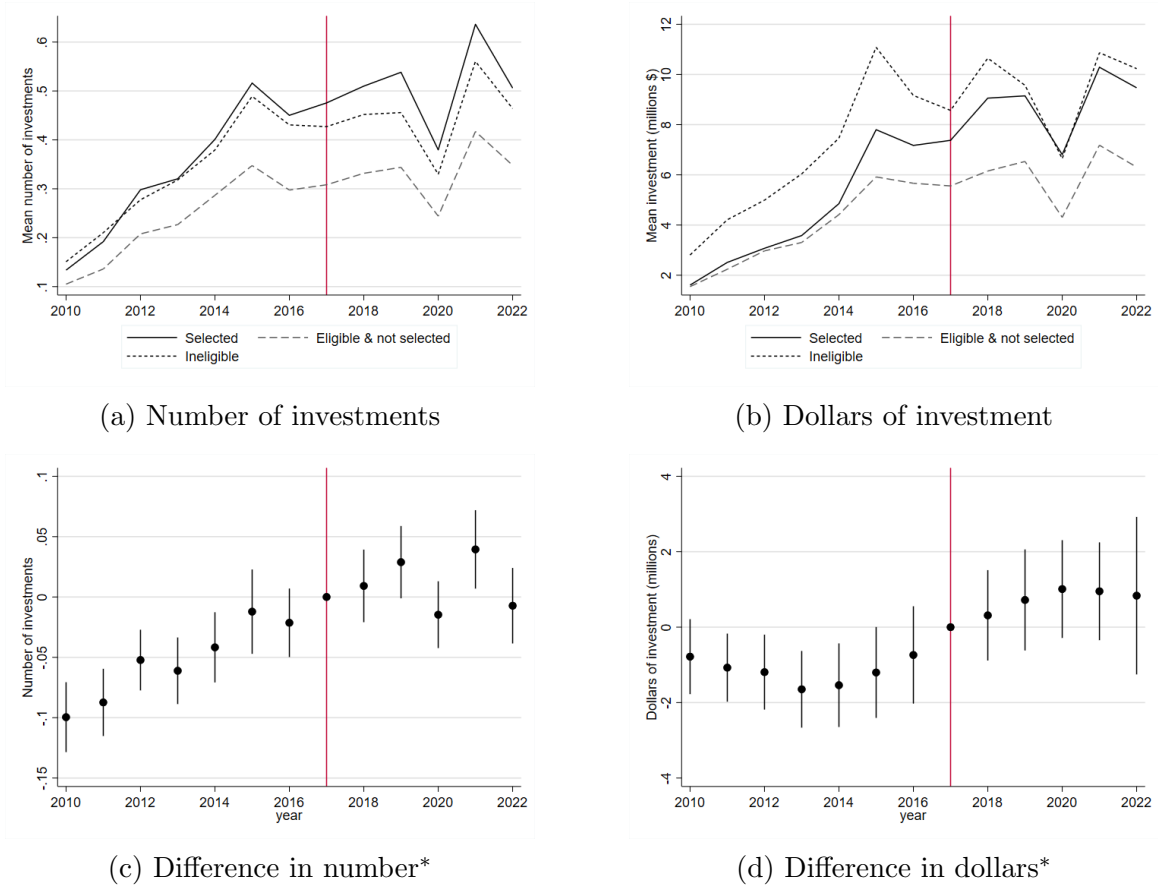 Mean number of investments
.6
.5
.4
.3
.2
.1
2010 2012 2014 2016 2018 2020 2022
Selected Eligible & not selected
Ineligible
(a) Number of investments
Mean investment (millions $)
12
10
8
6
4
2
2010 2012 2014 2016 2018 2020 2022
Selected Eligible & not selected
Ineligible
(b) Dollars of investment
Number of investments
.1
.05
0
-.05
-.1
-.15
2010 2012 2014 2016 2018 2020 2022
year
(c) Difference in number*
Dollars of investment (millions)
4
2
0
-2
-4
2010 2012 2014 2016 2018 2020 2022
year
(d) Difference in dollars*